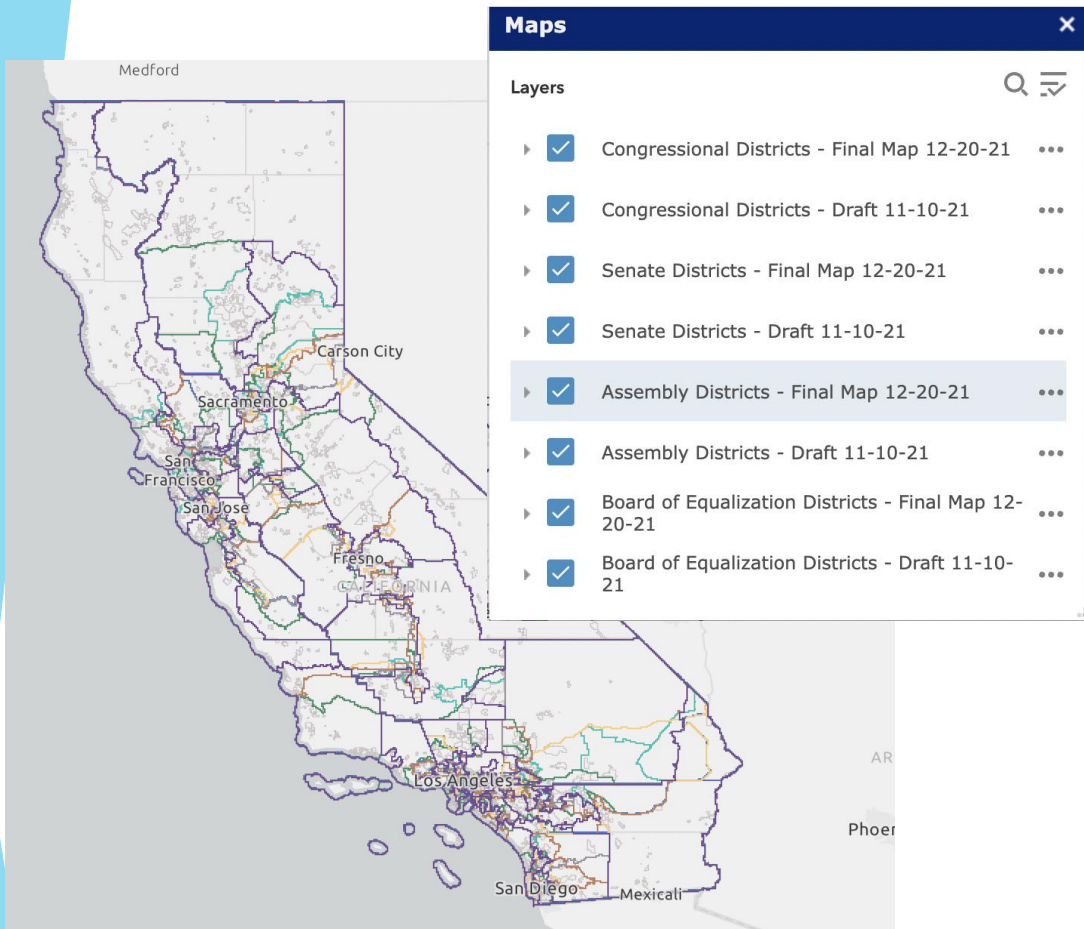 Maps
Layers
Congressional Districts - Final Map 12-20-21
Congressional Districts - Draft 11-10-21
Senate Districts - Final Map 12-20-21
Senate Districts - Draft 11-10-21
Assembly Districts - Final Map 12-20-21
Assembly Districts - Draft 11-10-21
Board of Equalization Districts - Final Map 12-
20-21
Board of Equalization Districts - Draft 11-10-
21
Medford
Carson City
Sacramento
San
Francisco
San Jose
Fresno
CALIFORNIA
Los Angeles
AR
Phoen
San Diego
Mexicali